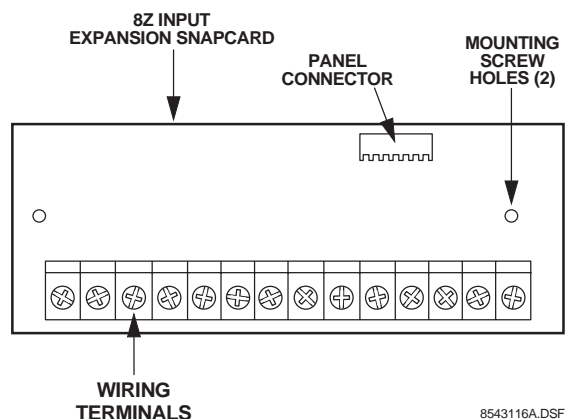 8Z INPUT
EXPANSION SNAPCARD
PANEL
CONNECTOR
MOUNTING
SCREW
HOLES (2)
WIRING
TERMINALS
8543116A.DSF